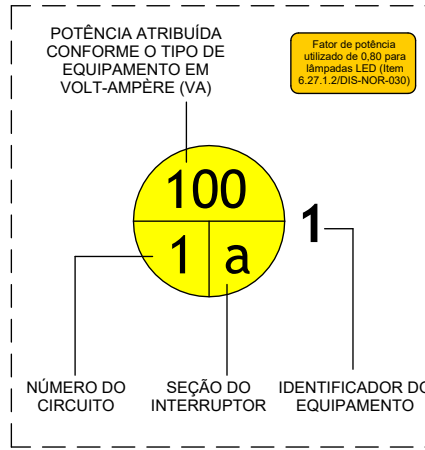 POTÊNCIA ATRIBUÍDA
CONFORME O TIPO DE
EQUIPAMENTO EM
VOLT-AMPÈRE (VA)
Fator de potência
utilizado de 0,80 para
lâmpadas LED (Item
6.27.1.2/DIS-NOR-030)
100
1 a
1
NÚMERO DO
CIRCUITO
SEÇÃO DO
INTERRUPTOR
IDENTIFICADOR DO
EQUIPAMENTO